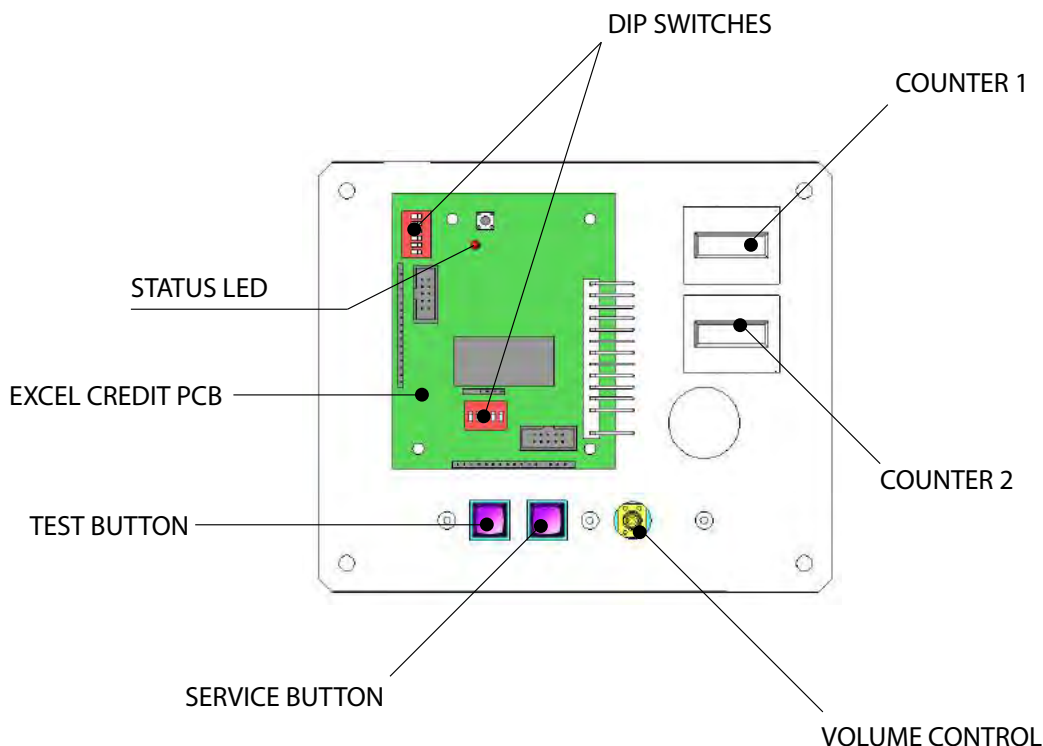 DIP SWITCHES
COUNTER 1
STATUS LED
EXCEL CREDIT PCB
COUNTER 2
TEST BUTTON
SERVICE BUTTON
VOLUME CONTROL